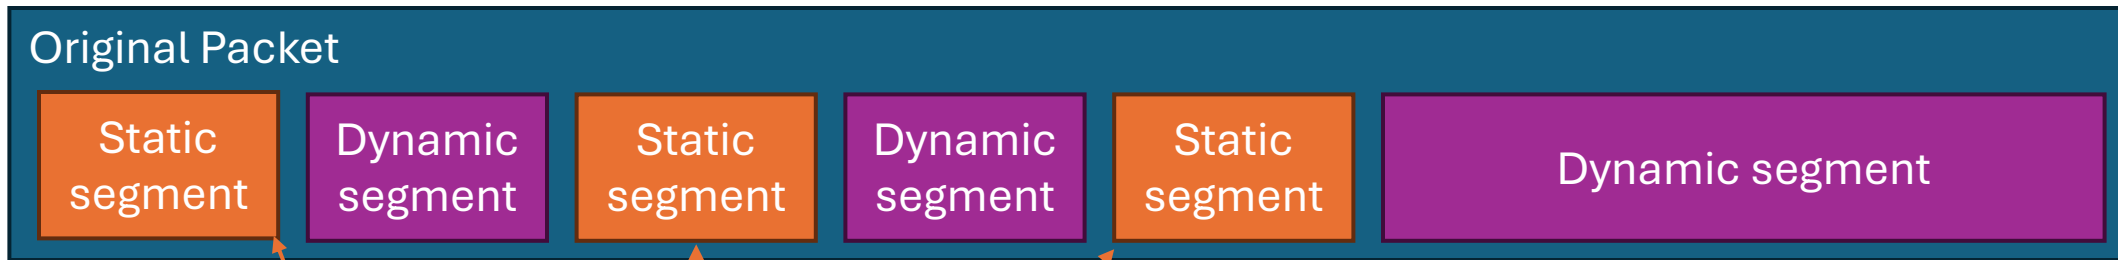 Original Packet
Static
segment
Dynamic
segment
Static
segment
Dynamic
segment
Static
segment
Dynamic segment